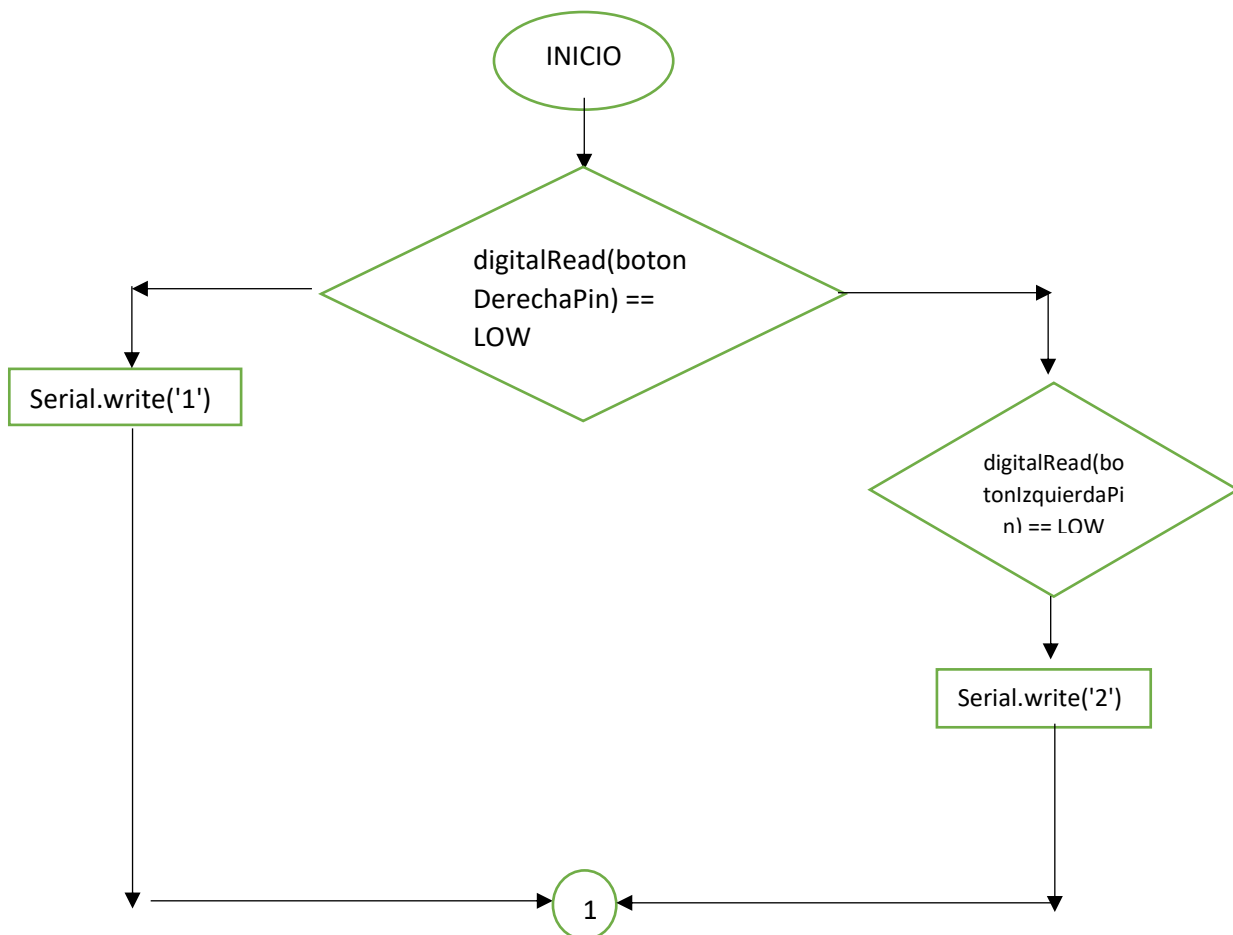 INICIO
digitalRead(boton
DerechaPin) ==
LOW
Serial.write('1')
digitalRead(bo
tonIzquierdaPi
n) == LOW
Serial.write('2')
1